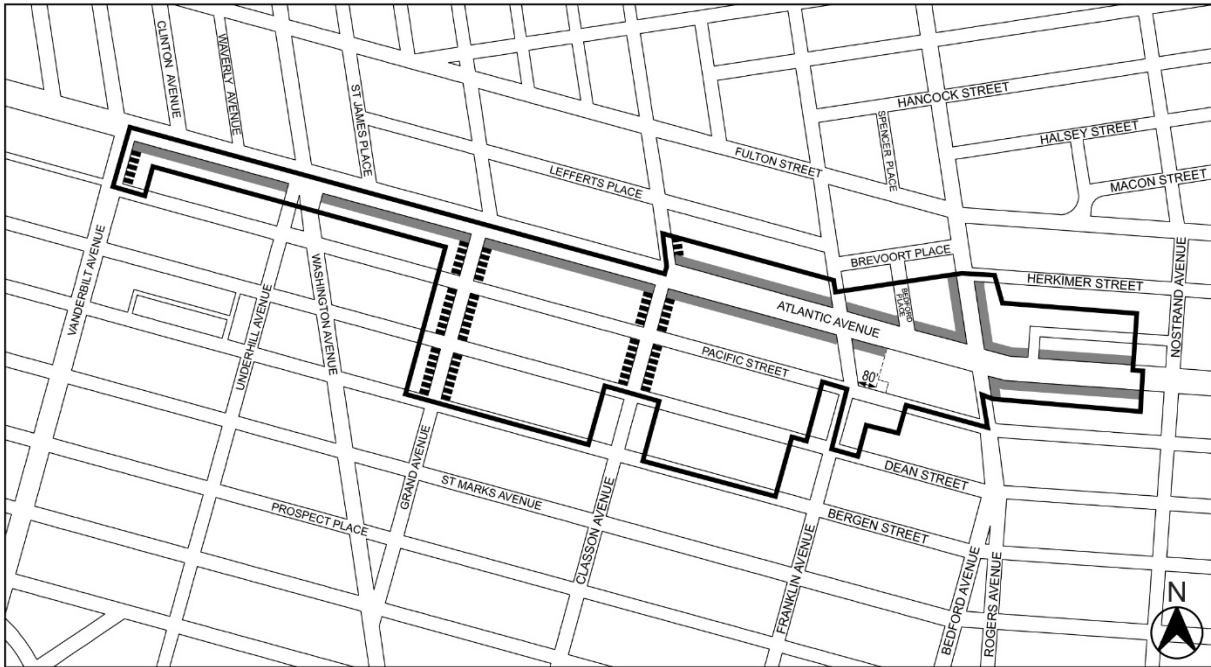 CLINTON AVENUE
WAVERLY AVENUE
ST JAMES PLACE
HANCOCK STREET
SPENCER PLACE
HALSEY STREET
FULTON STREET
LEFFERTS PLACE
MACON STREET
BREVOORT PLACE
HERKIMER STREET
NOSTRAND AVENUE
BEDFORD
PLACE
VANDERBILT AVENUE
UNDERHILL AVENUE
WASHINGTON AVENUE
ATLANTIC AVENUE
PACIFIC STREET
80'
GRAND AVENUE
ST MARKS AVENUE
DEAN STREET
PROSPECT PLACE
CLASSON AVENUE
BERGEN STREET
FRANKLIN AVENUE
BEDFORD AVENUE
ROGERS AVENUE
N